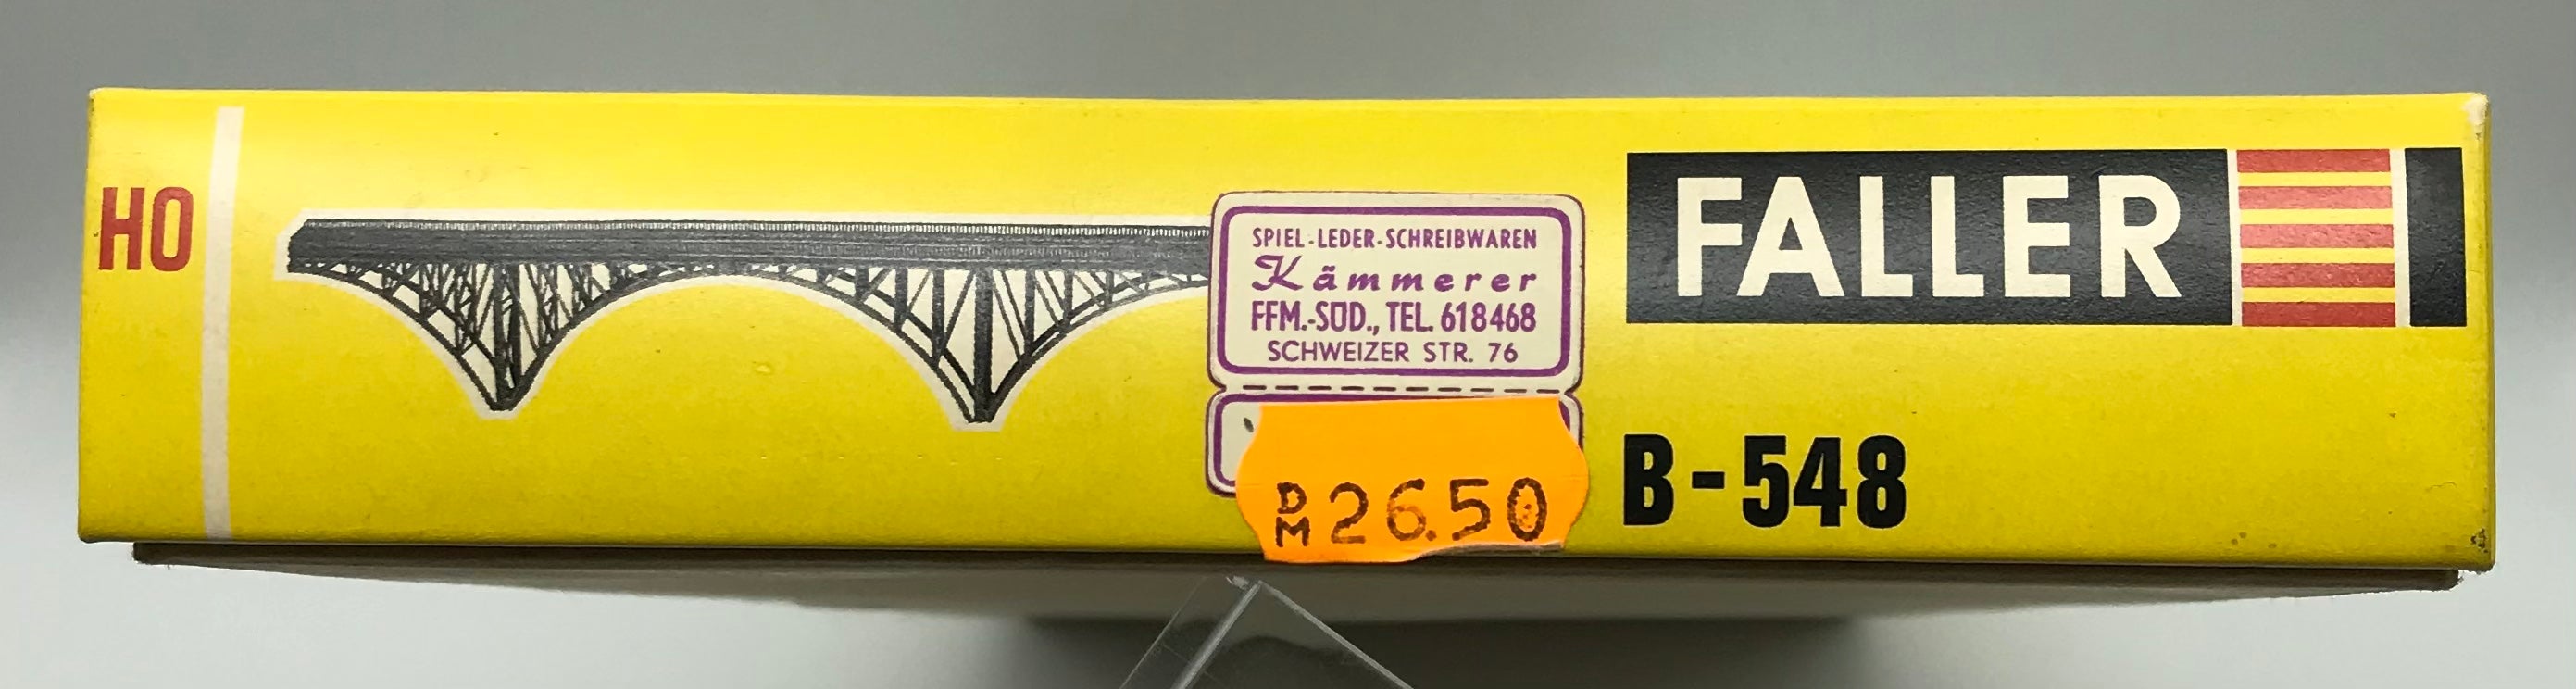 HO
SPIEL-LEDER-SCHREIBWAREN
Kämmerer
FFM.-SÜD., TEL. 618468
SCHWEIZER STR. 76
DM 26.50
FALLER
B-548